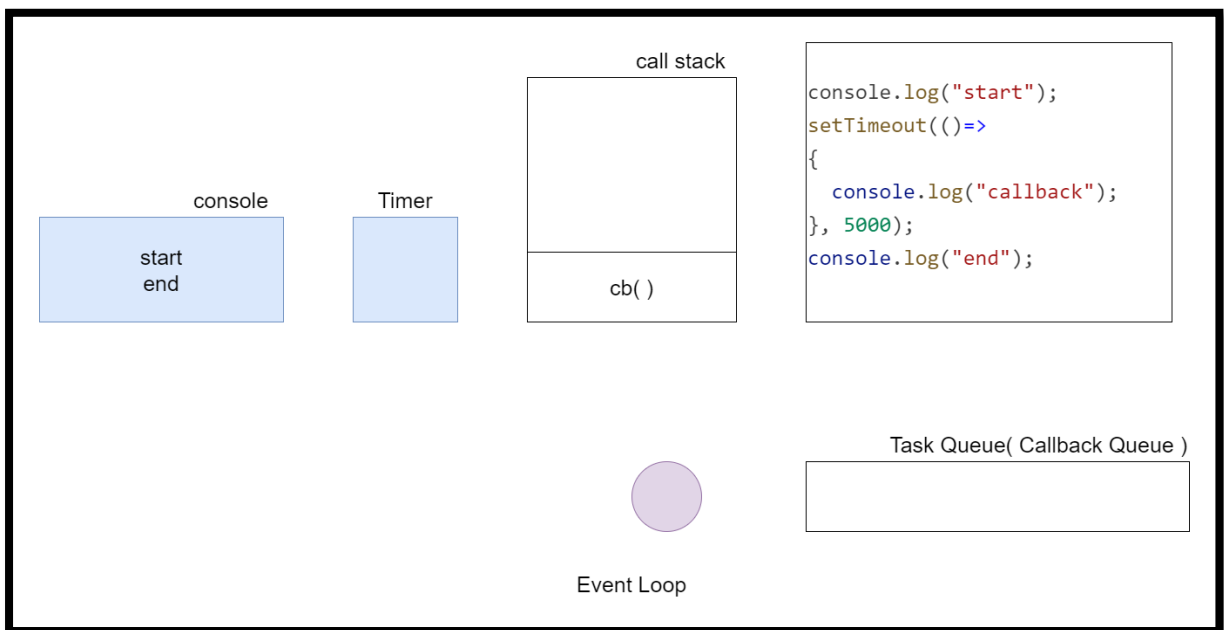 call stack
console.log("start");
setTimeout(()=>
{
  console.log("callback");
}, 5000);
console.log("end");
console
Timer
start
end
cb( )
Task Queue( Callback Queue )
Event Loop